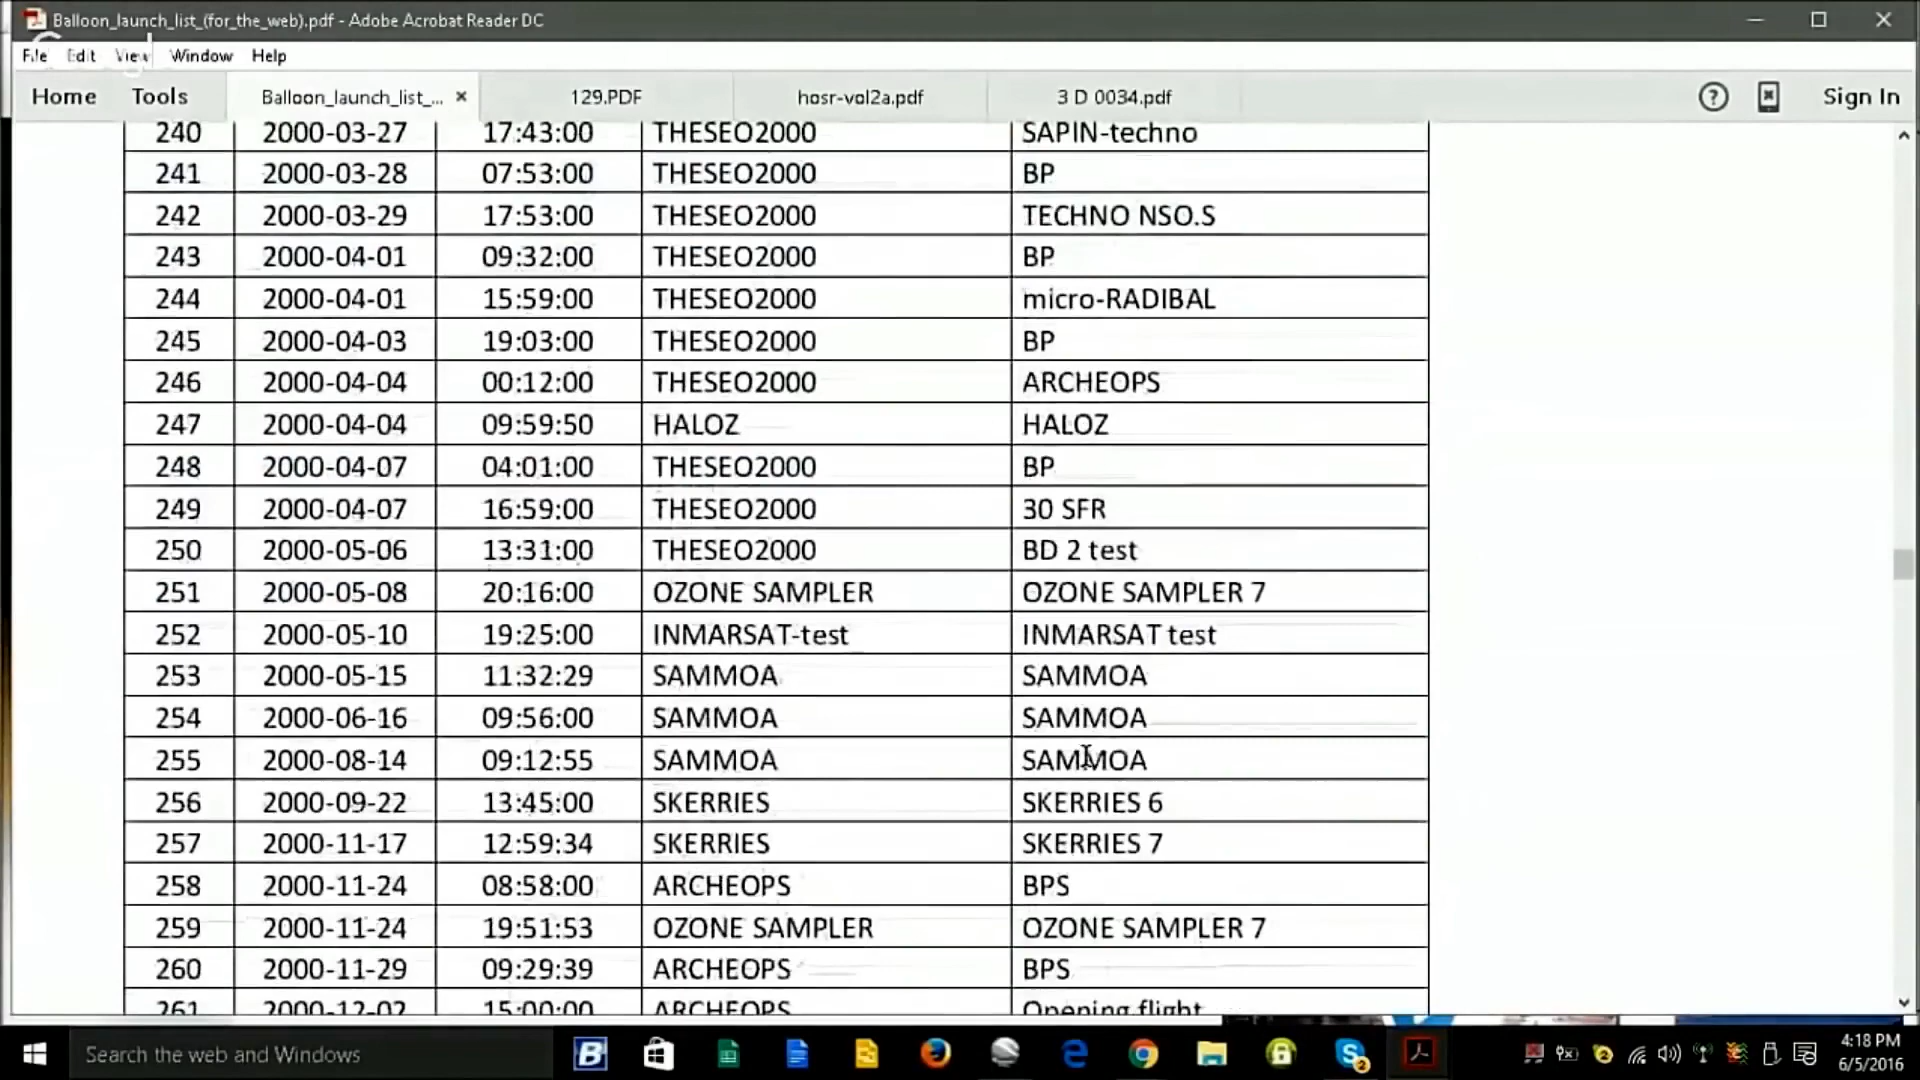 Balloon_launch_list_(for_the_web).pdf - Adobe Acrobat Reader DC
File Edit View Window Help
Home Tools Balloon_launch_list_... × 129.PDF hosr-vol2a.pdf 3 D 0034.pdf Sign In
240 2000-03-27 17:43:00 THESEO2000 SAPIN-techno
241 2000-03-28 07:53:00 THESEO2000 BP
242 2000-03-29 17:53:00 THESEO2000 TECHNO NSO.S
243 2000-04-01 09:32:00 THESEO2000 BP
244 2000-04-01 15:59:00 THESEO2000 micro-RADIBAL
245 2000-04-03 19:03:00 THESEO2000 BP
246 2000-04-04 00:12:00 THESEO2000 ARCHEOPS
247 2000-04-04 09:59:50 HALOZ HALOZ
248 2000-04-07 04:01:00 THESEO2000 BP
249 2000-04-07 16:59:00 THESEO2000 30 SFR
250 2000-05-06 13:31:00 THESEO2000 BD 2 test
251 2000-05-08 20:16:00 OZONE SAMPLER OZONE SAMPLER 7
252 2000-05-10 19:25:00 INMARSAT-test INMARSAT test
253 2000-05-15 11:32:29 SAMMOA SAMMOA
254 2000-06-16 09:56:00 SAMMOA SAMMOA
255 2000-08-14 09:12:55 SAMMOA SAMMOA
256 2000-09-22 13:45:00 SKERRIES SKERRIES 6
257 2000-11-17 12:59:34 SKERRIES SKERRIES 7
258 2000-11-24 08:58:00 ARCHEOPS BPS
259 2000-11-24 19:51:53 OZONE SAMPLER OZONE SAMPLER 7
260 2000-11-29 09:29:39 ARCHEOPS BPS
261 2000-12-02 15:00:00 ARCHEOPS Opening flight
Search the web and Windows
4:18 PM
6/5/2016